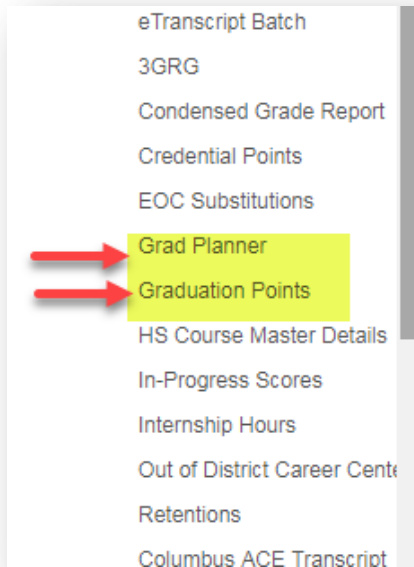 eTranscript Batch
3GRG
Condensed Grade Report
Credential Points
EOC Substitutions
Grad Planner
Graduation Points
HS Course Master Details
In-Progress Scores
Internship Hours
Out of District Career Cente
Retentions
Columbus ACE Transcript